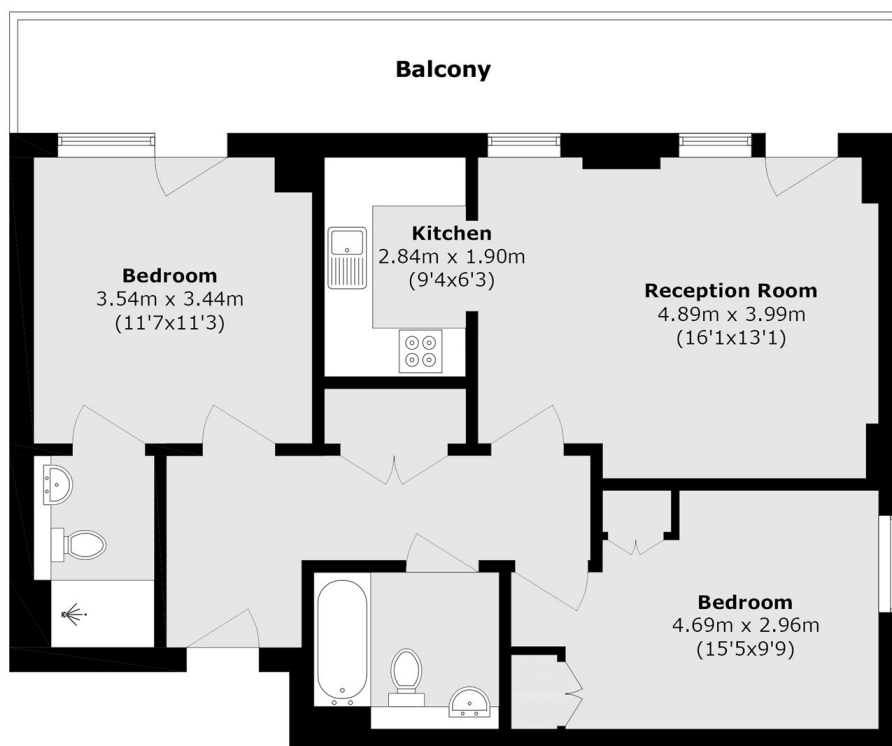 Balcony
Kitchen
2.84m x 1.90m
(9'4x6'3)
Bedroom
3.54m x 3.44m
(11'7x11'3)
Reception Room
4.89m x 3.99m
(16'1x13'1)
Bedroom
4.69m x 2.96m
(15'5x9'9)